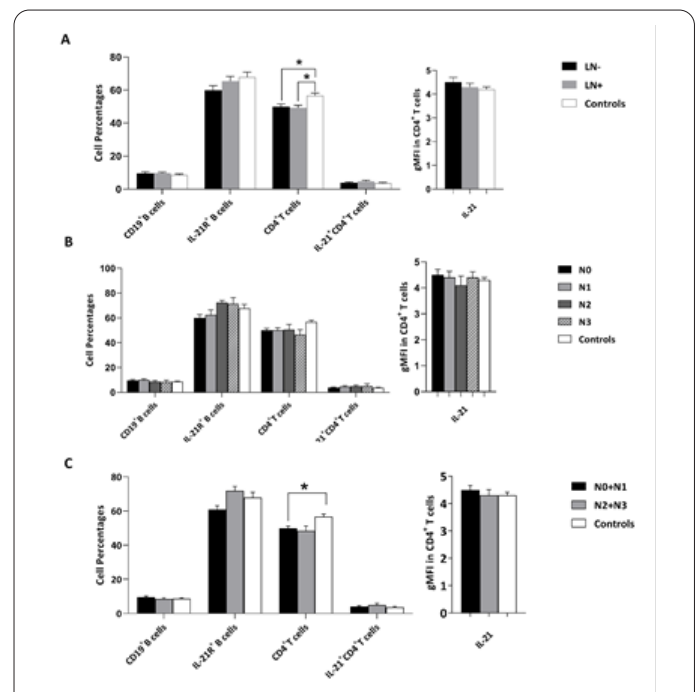 A
Cell Percentages
80
60
40
20
0
*
*
CD19+B cells
IL-21R+ B cells
CD4+T cells
IL-21+CD4+T cells
gMFI in CD4+ T cells
5
4
3
2
1
0
IL-21
LN-
LN+
Controls
B
Cell Percentages
100
80
60
40
20
0
CD19+B cells
IL-21R+ B cells
CD4+T cells
21+CD4+T cells
gMFI in CD4+ T cells
5
4
3
2
1
0
IL-21
N0
N1
N2
N3
Controls
C
Cell Percentages
80
60
40
20
0
*
CD19+B cells
IL-21R+ B cells
CD4+T cells
IL-21+CD4+T cells
gMFI in CD4+ T cells
5
4
3
2
1
0
IL-21
N0+N1
N2+N3
Controls